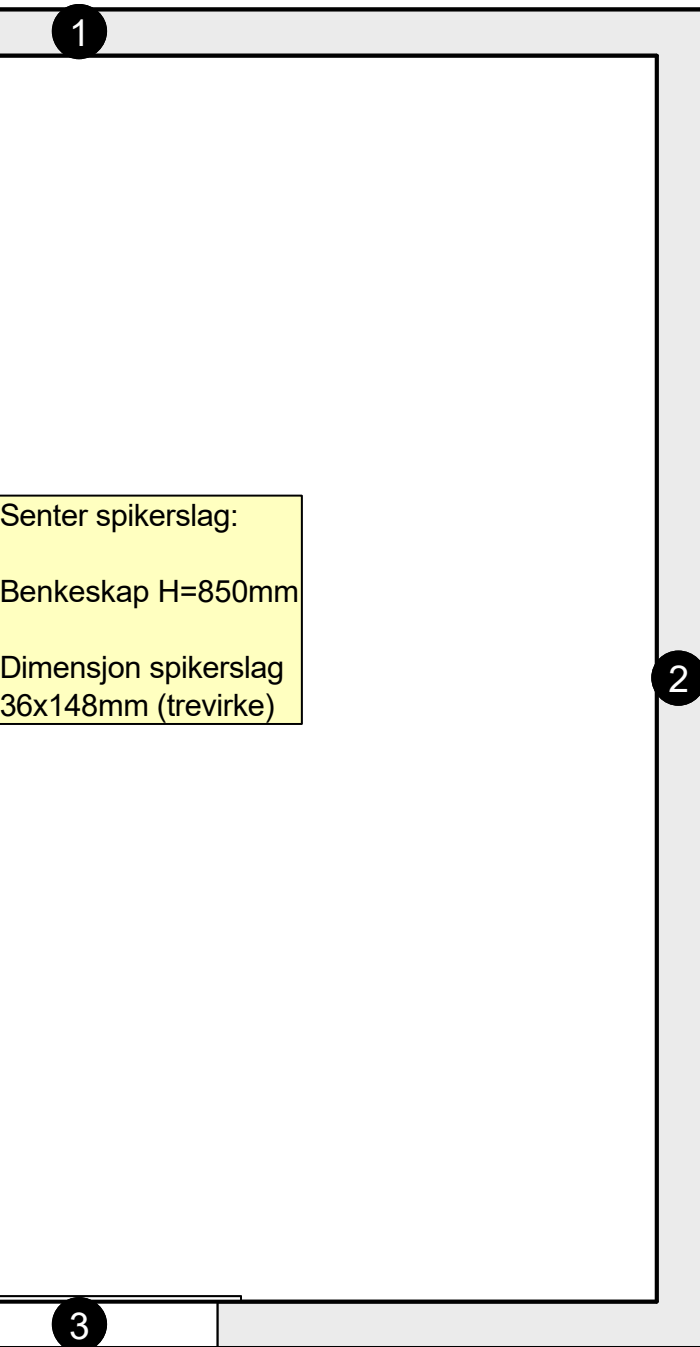 1
Senter spikerslag:
Benkeskap H=850mm
Dimensjon spikerslag
36x148mm (trevirke)
2
3